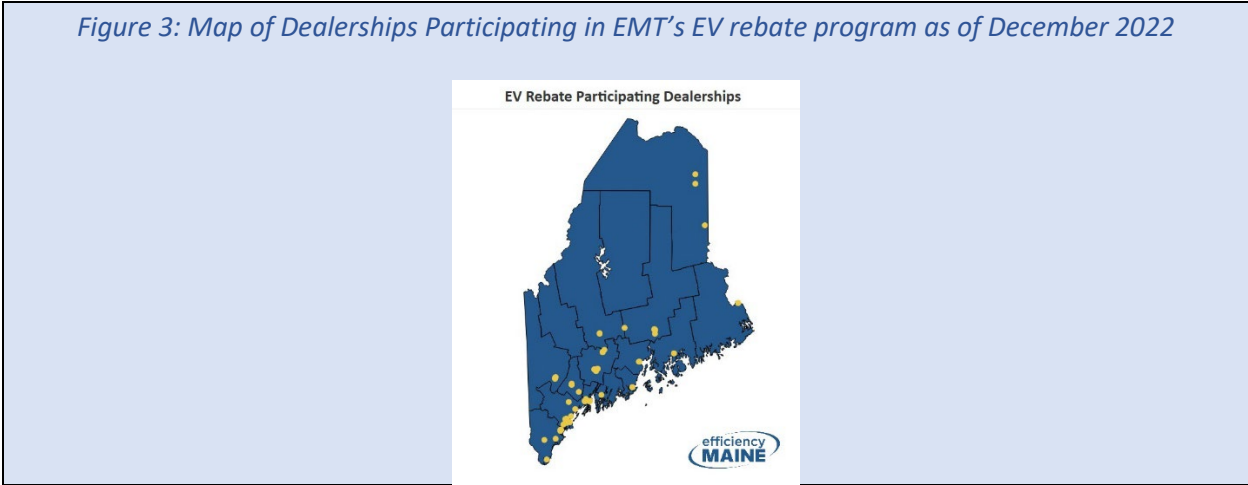 Figure 3: Map of Dealerships Participating in EMT's EV rebate program as of December 2022
EV Rebate Participating Dealerships
efficiency
MAINE